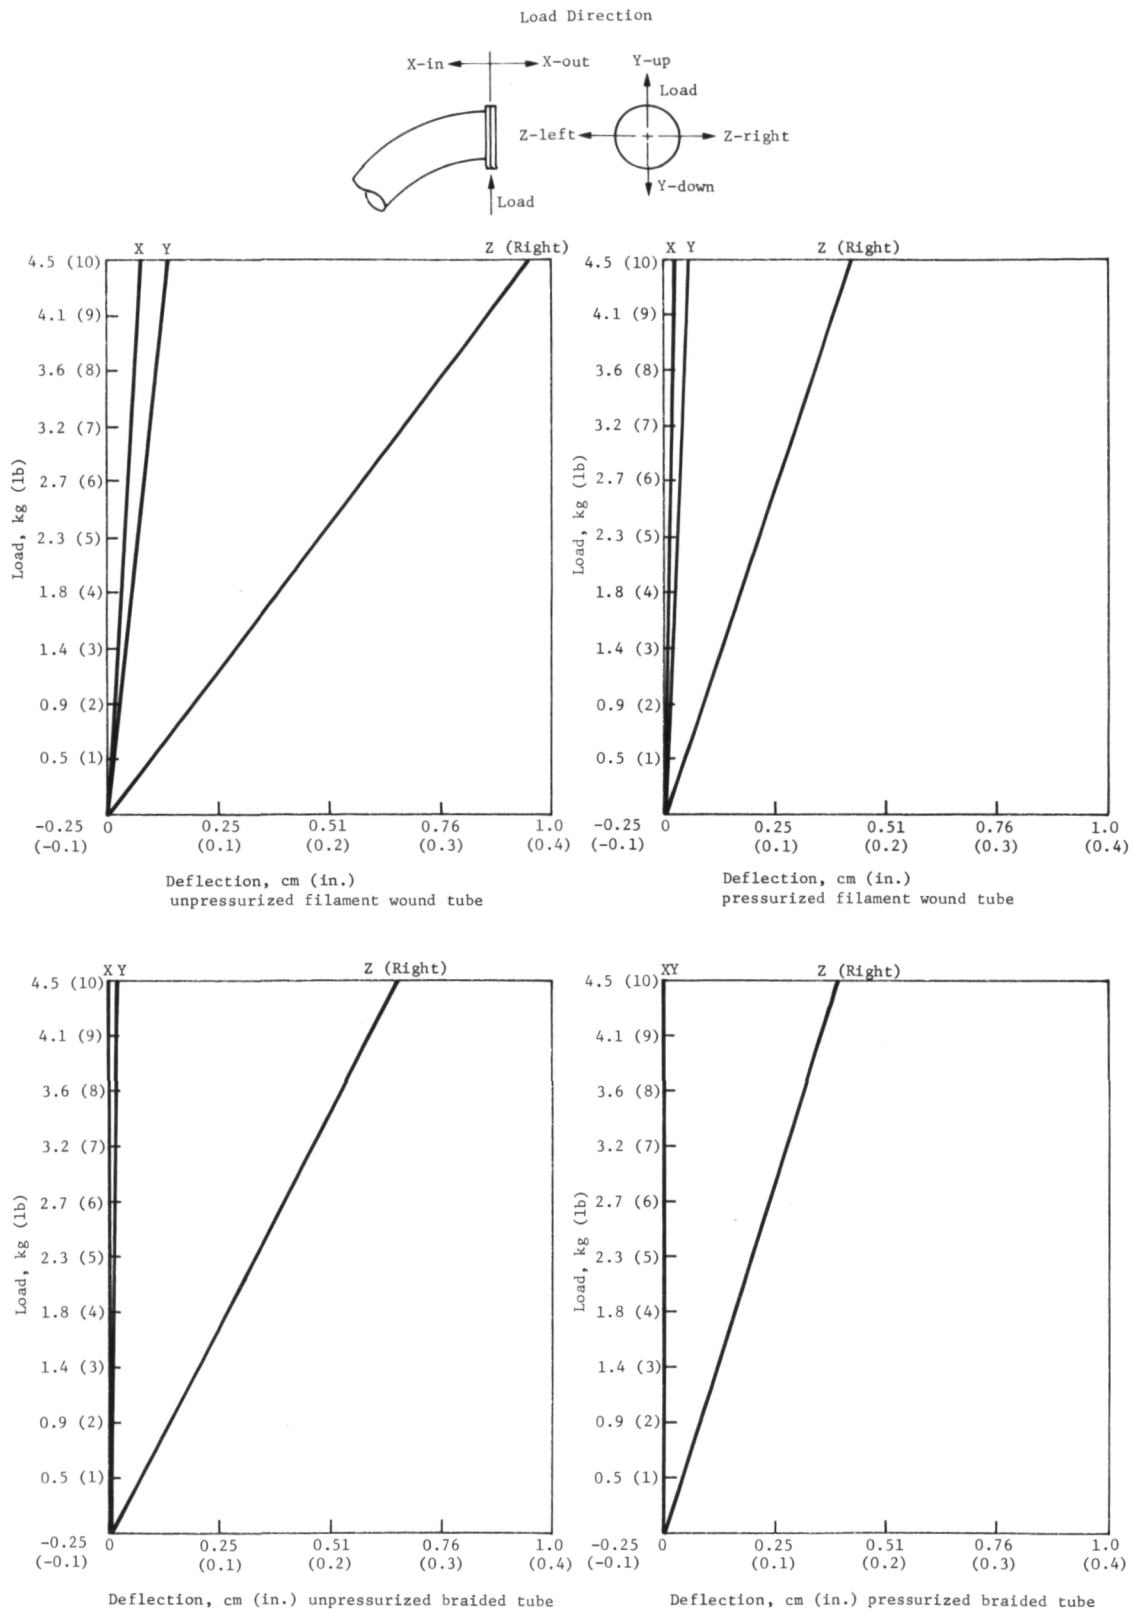 Load Direction
X-in X-out Y-up
Load
Z-left Z-right
Y-down
Load
X Y Z (Right)
4.5 (10)
4.1 (9)
3.6 (8)
3.2 (7)
2.7 (6)
2.3 (5)
1.8 (4)
1.4 (3)
0.9 (2)
0.5 (1)
Load, kg (lb)
-0.25 0 0.25 0.51 0.76 1.0
(-0.1) (0.1) (0.2) (0.3) (0.4)
Deflection, cm (in.)
unpressurized filament wound tube
X Y Z (Right)
4.5 (10)
4.1 (9)
3.6 (8)
3.2 (7)
2.7 (6)
2.3 (5)
1.8 (4)
1.4 (3)
0.9 (2)
0.5 (1)
Load, kg (lb)
-0.25 0 0.25 0.51 0.76 1.0
(-0.1) (0.1) (0.2) (0.3) (0.4)
Deflection, cm (in.)
pressurized filament wound tube
X Y Z (Right)
4.5 (10)
4.1 (9)
3.6 (8)
3.2 (7)
2.7 (6)
2.3 (5)
1.8 (4)
1.4 (3)
0.9 (2)
0.5 (1)
Load, kg (lb)
-0.25 0 0.25 0.51 0.76 1.0
(-0.1) (0.1) (0.2) (0.3) (0.4)
Deflection, cm (in.) unpressurized braided tube
XY Z (Right)
4.5 (10)
4.1 (9)
3.6 (8)
3.2 (7)
2.7 (6)
2.3 (5)
1.8 (4)
1.4 (3)
0.9 (2)
0.5 (1)
Load, kg (lb)
-0.25 0 0.25 0.51 0.76 1.0
(-0.1) (0.1) (0.2) (0.3) (0.4)
Deflection, cm (in.) pressurized braided tube